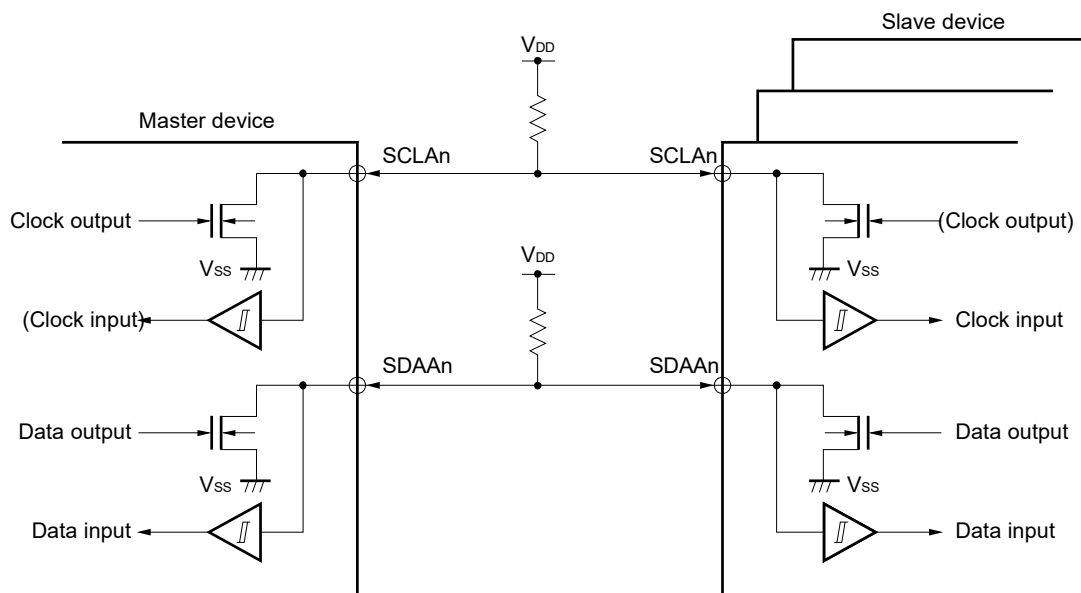 Slave device
VDD
Master device
SCLAn
SCLAn
Clock output
(Clock output)
VSS
VSS
VDD
(Clock input)
Clock input
SDAAn
SDAAn
Data output
Data output
VSS
VSS
Data input
Data input